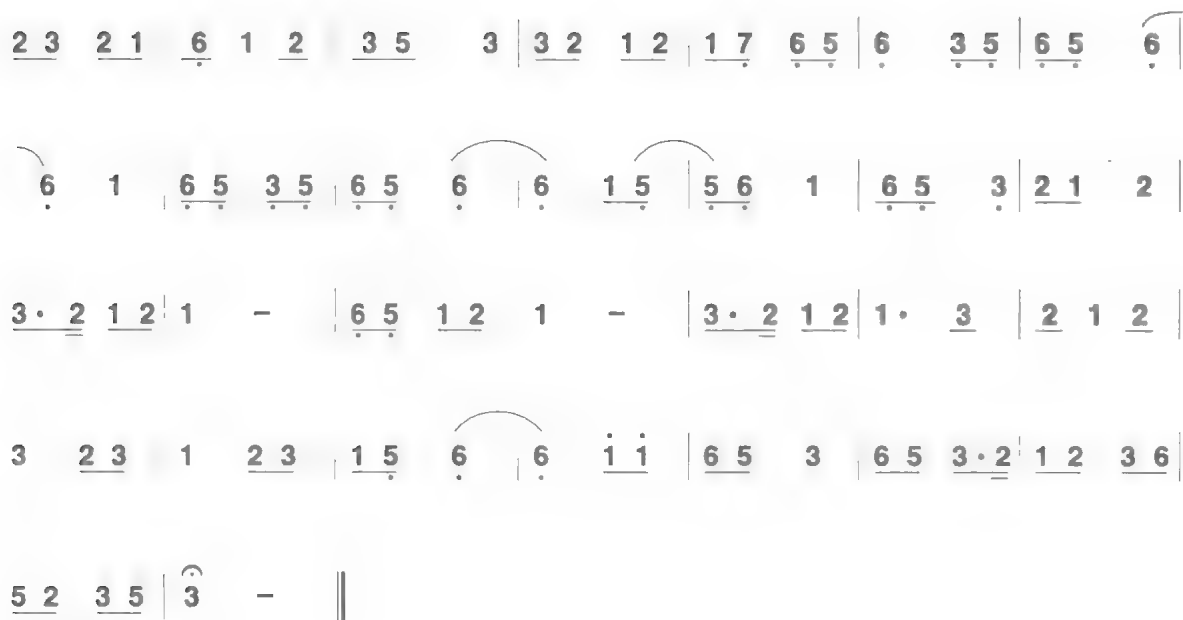 2 3 2 1 6̣ 1 2 3 5 3 | 3 2 1 2 | 1 7̣ 6̣ 5̣ | 6̣ 3̣ 5̣ | 6̣ 5̣ 6̣ |
6̣ 1 | 6̣ 5̣ 3̣ 5̣ | 6̣ 5̣ 6̣ | 6̣ 1 5̣ | 5̣ 6̣ 1 | 6̣ 5̣ 3̣ | 2 1 2 |
3· 2 1 2 | 1 – | 6̣ 5̣ 1 2 1 – | 3· 2 1 2 | 1· 3 | 2 1 2 |
3 2 3 1 2 3 | 1 5̣ 6̣ | 6̣ 1̇ 1̇ | 6 5 3 | 6 5 3·2 | 1 2 3 6 |
5 2 3 5 | 3 – ‖